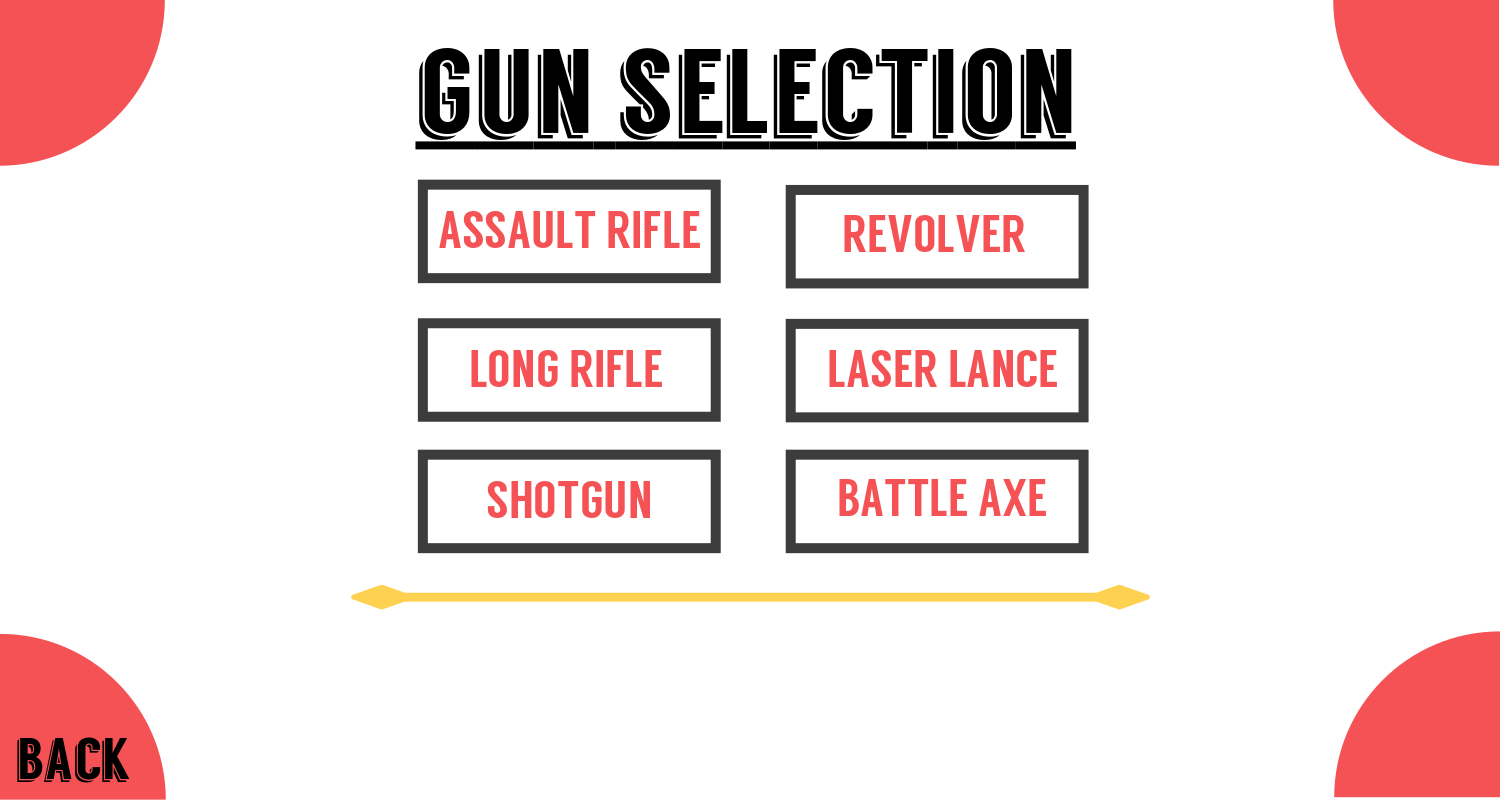 GUN SELECTION
ASSAULT RIFLE
REVOLVER
LONG RIFLE
LASER LANCE
SHOTGUN
BATTLE AXE
BACK